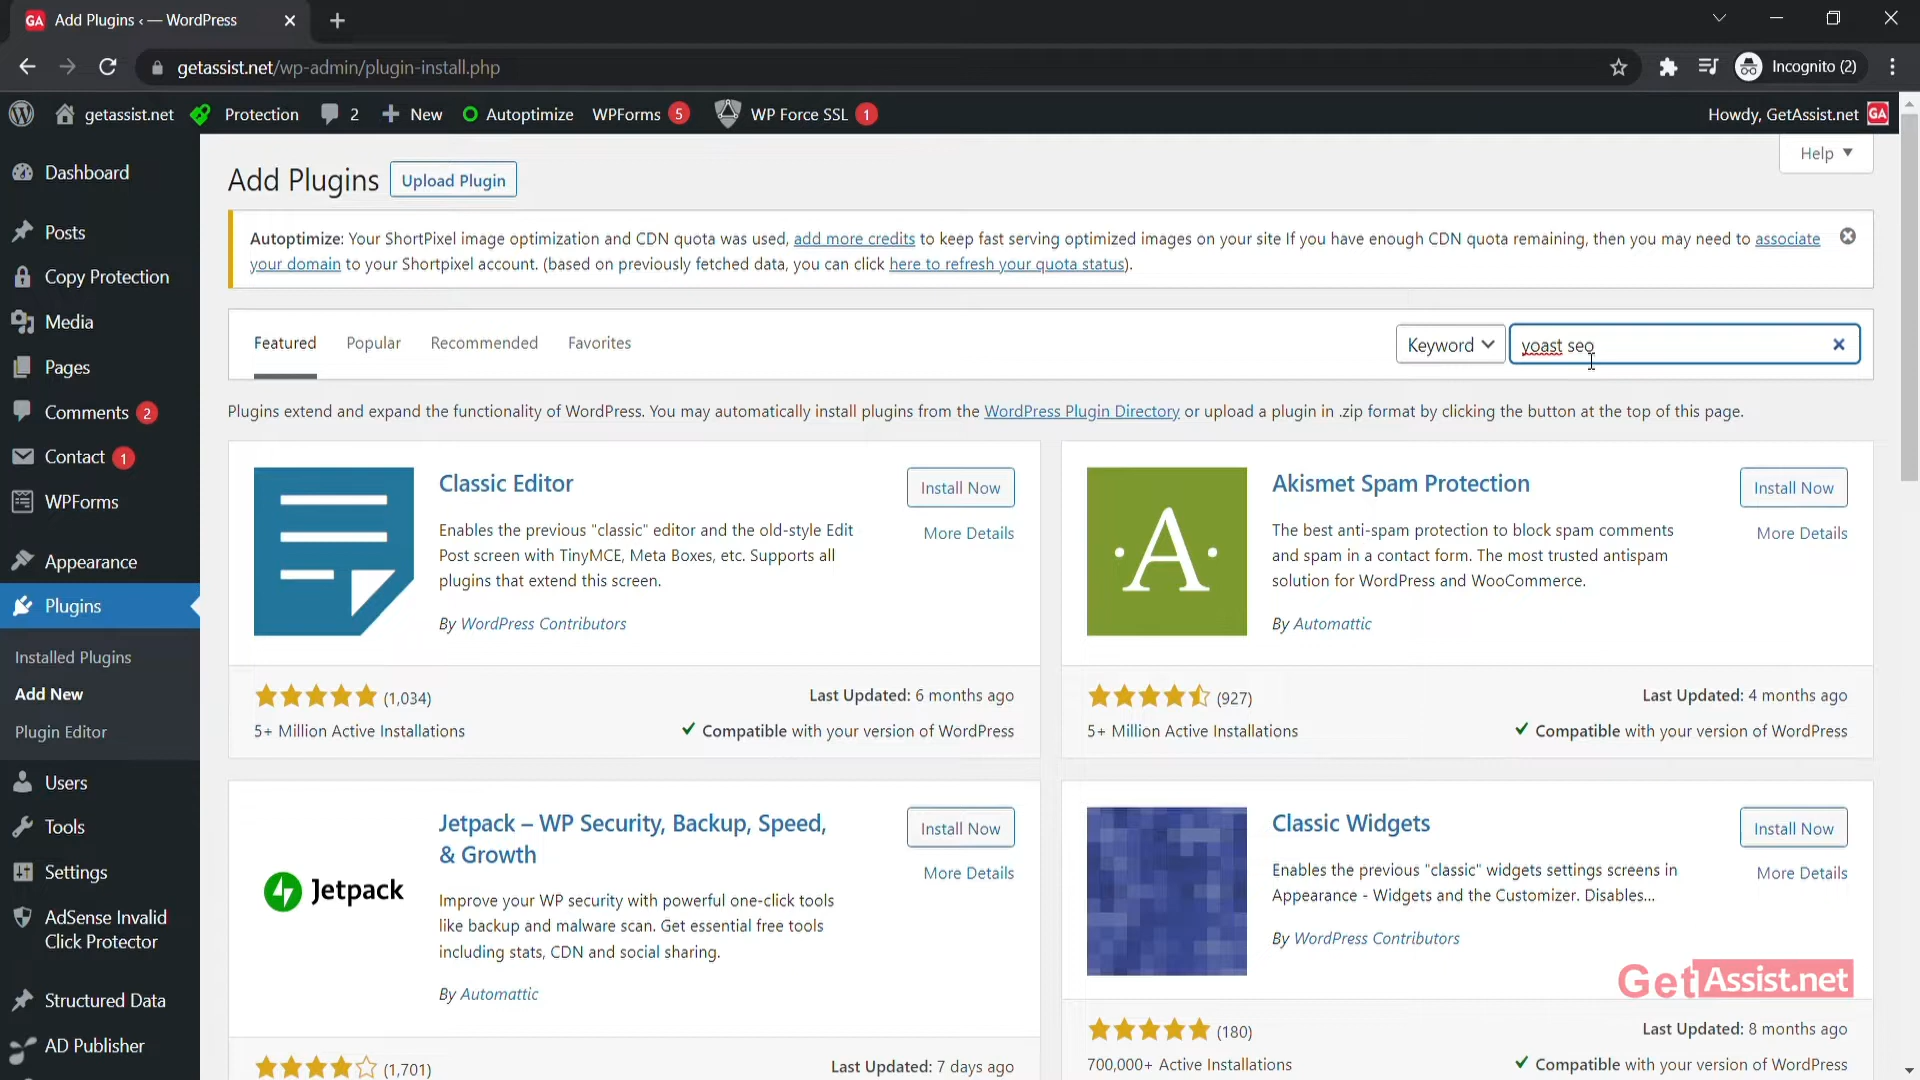 GA Add Plugins ‹ — WordPress
getassist.net/wp-admin/plugin-install.php
Incognito (2)
getassist.net Protection 2 New Autoptimize WPForms 5 WP Force SSL 1
Howdy, GetAssist.net GA
Dashboard
Posts
Copy Protection
Media
Pages
Comments 2
Contact 1
WPForms
Appearance
Plugins
Installed Plugins
Add New
Plugin Editor
Users
Tools
Settings
AdSense Invalid
Click Protector
Structured Data
AD Publisher
Help
Add Plugins Upload Plugin
Autoptimize: Your ShortPixel image optimization and CDN quota was used, add more credits to keep fast serving optimized images on your site If you have enough CDN quota remaining, then you may need to associate
your domain to your Shortpixel account. (based on previously fetched data, you can click here to refresh your quota status).
Featured Popular Recommended Favorites
Keyword yoast seo
Plugins extend and expand the functionality of WordPress. You may automatically install plugins from the WordPress Plugin Directory or upload a plugin in .zip format by clicking the button at the top of this page.
Classic Editor
Install Now
More Details
Enables the previous "classic" editor and the old-style Edit
Post screen with TinyMCE, Meta Boxes, etc. Supports all
plugins that extend this screen.
By WordPress Contributors
(1,034)
Last Updated: 6 months ago
5+ Million Active Installations
Compatible with your version of WordPress
A
Akismet Spam Protection
Install Now
More Details
The best anti-spam protection to block spam comments
and spam in a contact form. The most trusted antispam
solution for WordPress and WooCommerce.
By Automattic
(927)
Last Updated: 4 months ago
5+ Million Active Installations
Compatible with your version of WordPress
Jetpack
Jetpack – WP Security, Backup, Speed,
& Growth
Install Now
More Details
Improve your WP security with powerful one-click tools
like backup and malware scan. Get essential free tools
including stats, CDN and social sharing.
By Automattic
(1,701)
Last Updated: 7 days ago
Classic Widgets
Install Now
More Details
Enables the previous "classic" widgets settings screens in
Appearance - Widgets and the Customizer. Disables...
By WordPress Contributors
GetAssist.net
(180)
Last Updated: 8 months ago
700,000+ Active Installations
Compatible with your version of WordPress